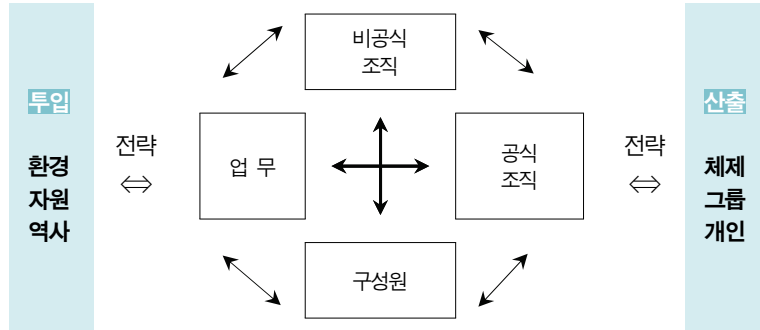 투입
환경
자원
역사
전략
⇔
업 무
비공식
조직
구성원
공식
조직
전략
⇔
산출
체제
그룹
개인